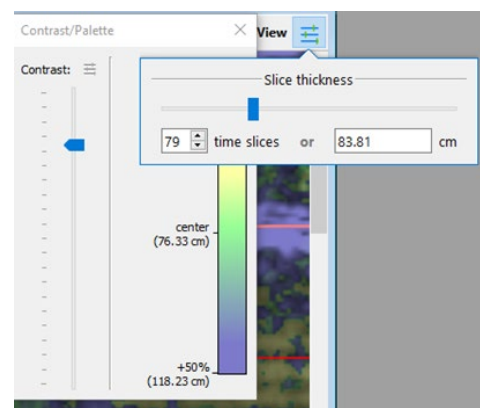 Contrast/Palette
View
Contrast:
Slice thickness
79 time slices or 83.81 cm
center
(76.33 cm)
+50%
(118.23 cm)